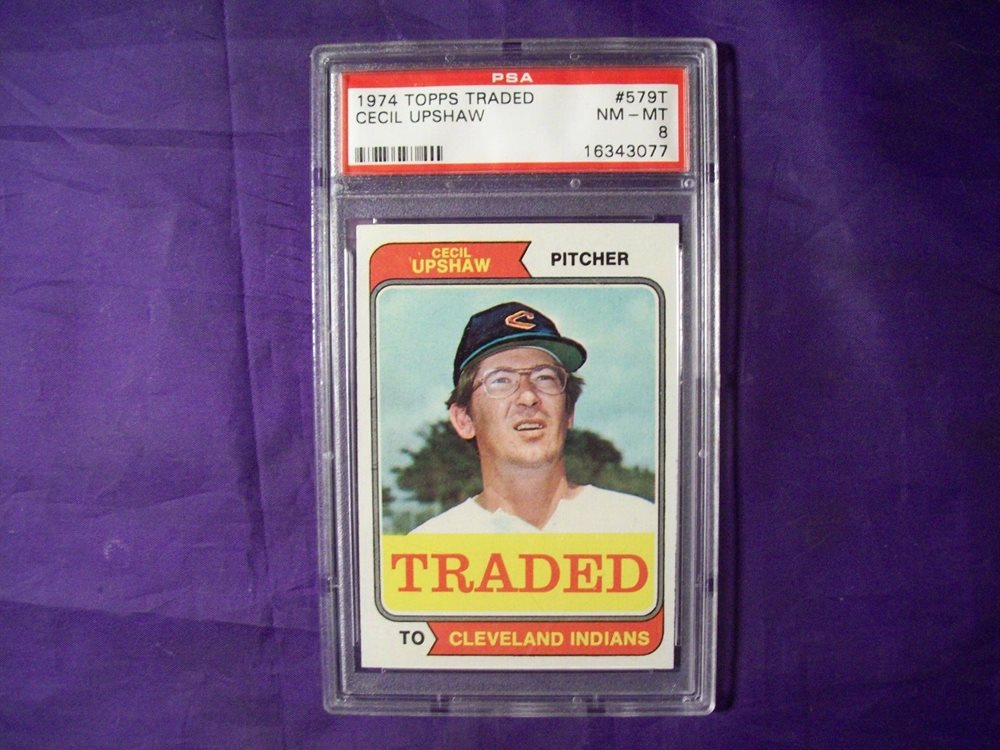 PSA
1974 TOPPS TRADED #579T
CECIL UPSHAW NM - MT
8
16343077
CECIL
UPSHAW
PITCHER
C
TRADED
TO CLEVELAND INDIANS